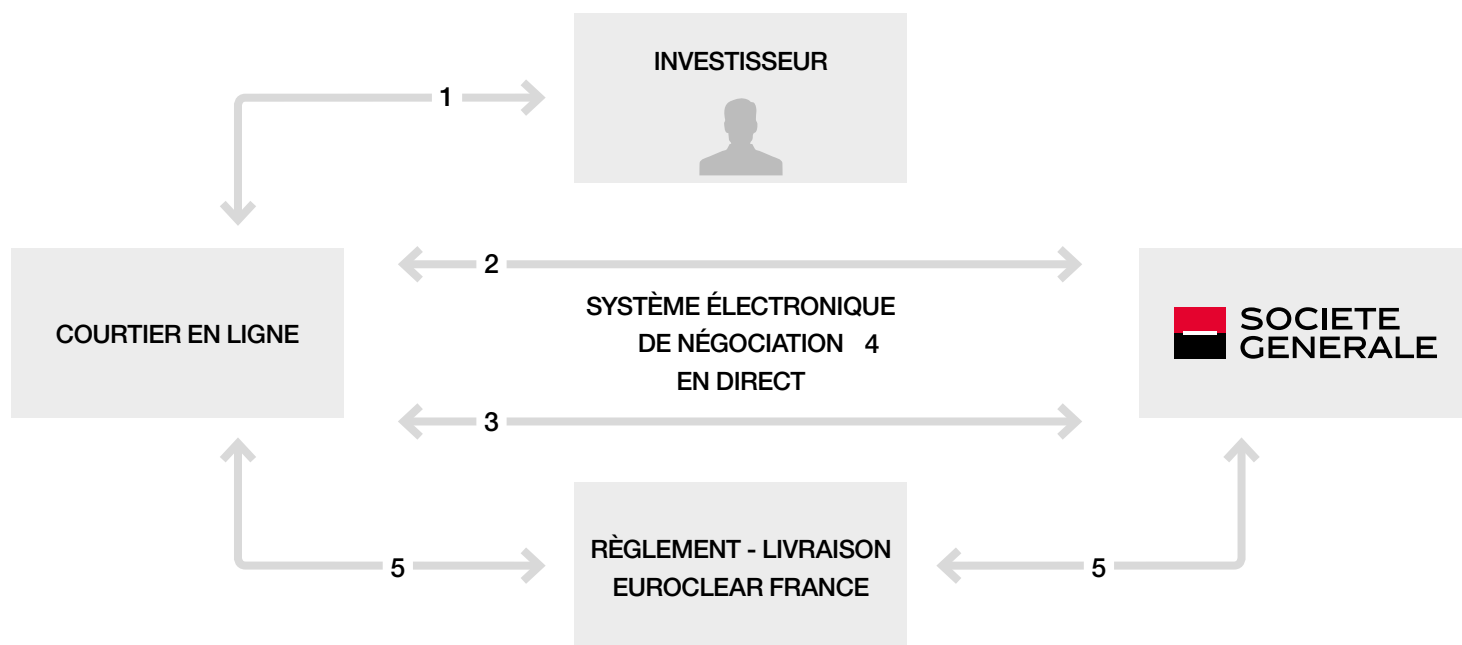 INVESTISSEUR
1
2
SYSTÈME ÉLECTRONIQUE
DE NÉGOCIATION 4
EN DIRECT
COURTIER EN LIGNE
SOCIETE
GENERALE
3
RÈGLEMENT - LIVRAISON
EUROCLEAR FRANCE
5
5